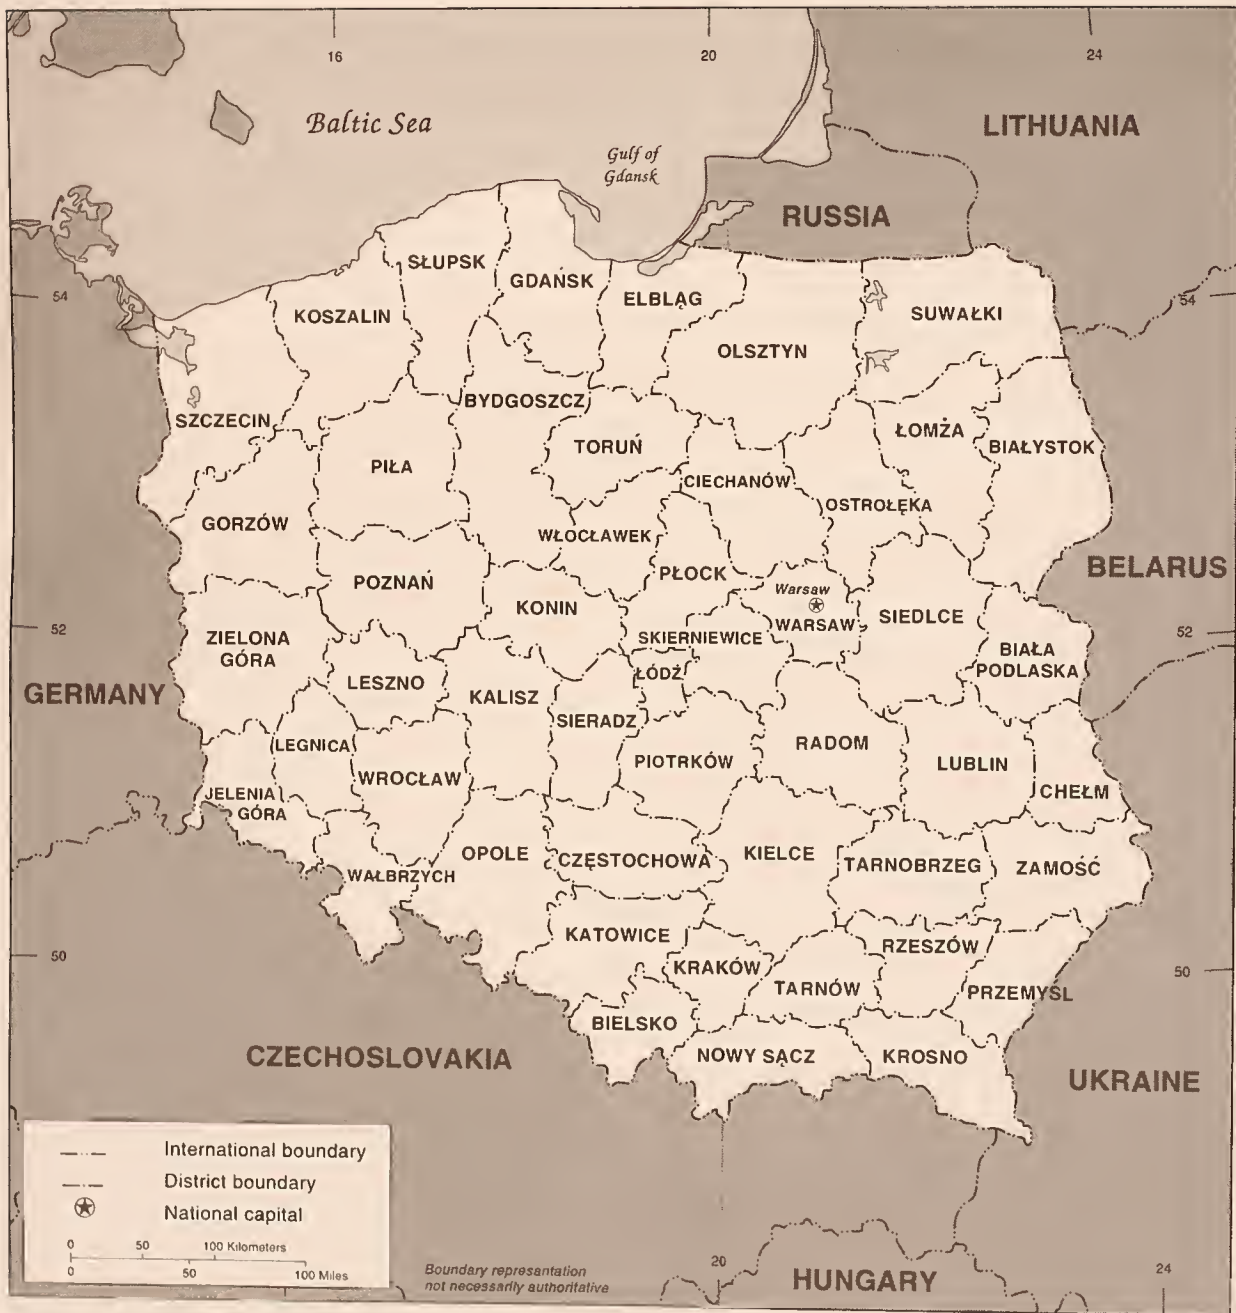 16
20
24
Baltic Sea
LITHUANIA
Gulf of
Gdansk
RUSSIA
SŁUPSK
GDAŃSK
54
ELBLĄG
54
KOSZALIN
SUWAŁKI
OLSZTYN
BYDGOSZCZ
SZCZECIN
ŁOMŻA
TORUŃ
BIAŁYSTOK
PIŁA
CIECHANÓW
OSTROŁĘKA
GORZÓW
WŁOCŁAWEK
BELARUS
PŁOCK
POZNAŃ
Warsaw
KONIN
SIEDLCE
52
WARSAW
52
ZIELONA
GÓRA
SKIERNIEWICE
BIAŁA
PODLASKA
ŁÓDŹ
LESZNO
GERMANY
KALISZ
SIERADZ
LEGNICA
RADOM
PIOTRKÓW
LUBLIN
WROCŁAW
JELENIA
GÓRA
CHEŁM
OPOLE
CZĘSTOCHOWA
KIELCE
TARNOBRZEG
ZAMOŚĆ
WAŁBRZYCH
KATOWICE
RZESZÓW
50
KRAKÓW
50
TARNÓW
PRZEMYŚL
BIELSKO
CZECHOSLOVAKIA
NOWY SĄCZ
KROSNO
UKRAINE
International boundary
District boundary
National capital
0 50 100 Kilometers
0 50 100 Miles
Boundary represantation
not necessarily authoritative
20
HUNGARY
24